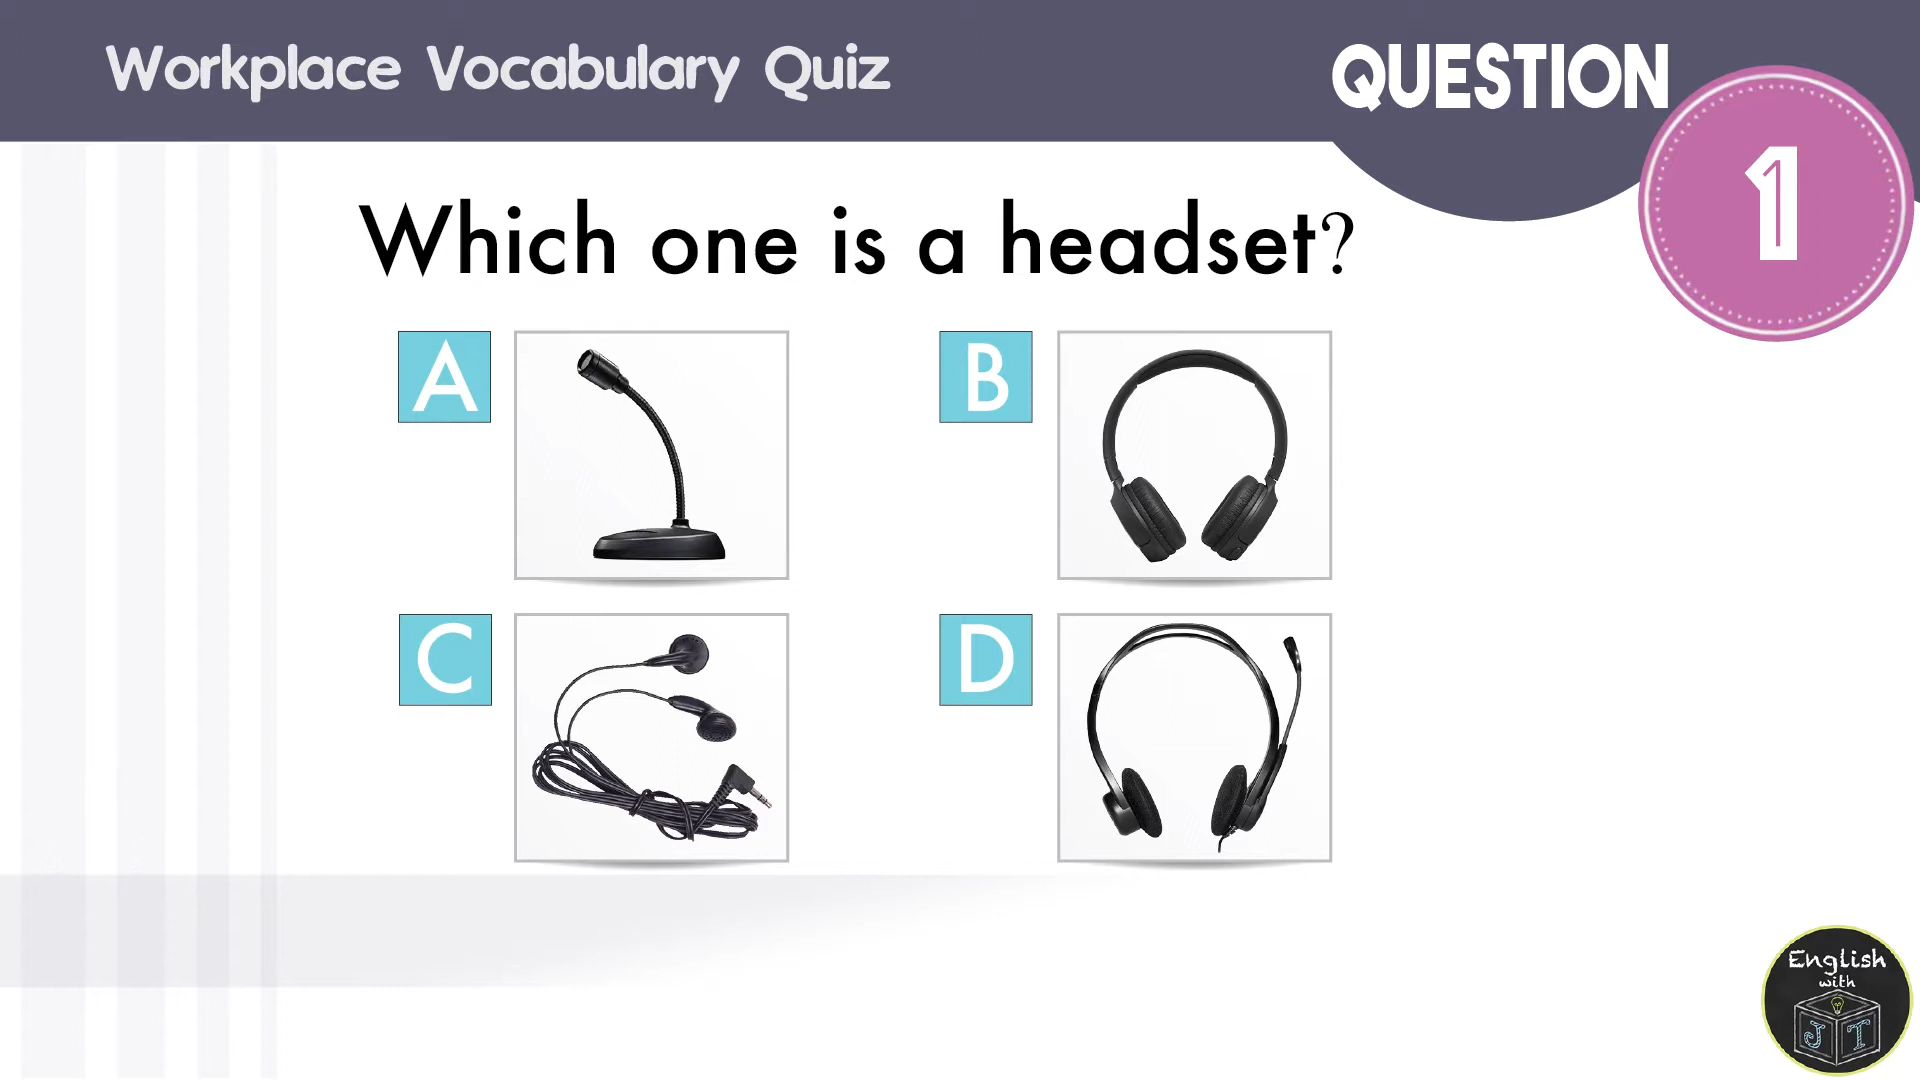 Workplace Vocabulary Quiz
QUESTION
1
Which one is a headset?
A
B
C
D
English
with
J T